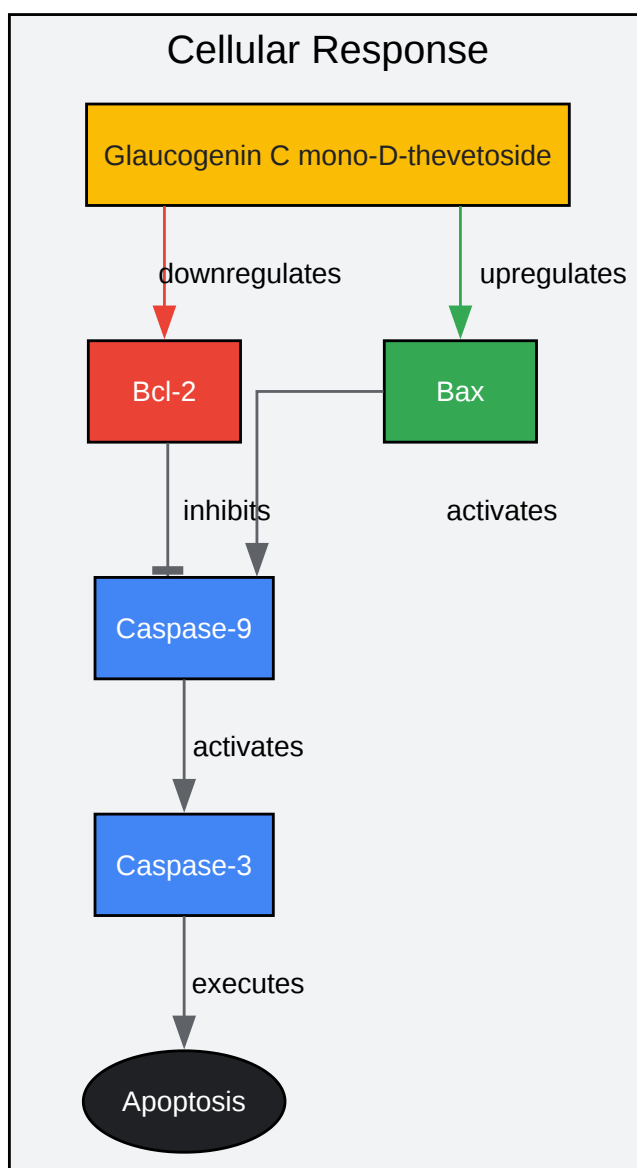 Cellular Response
Glaucogenin C mono-D-thevetoside
downregulates
upregulates
Bcl-2
Bax
inhibits
activates
Caspase-9
activates
Caspase-3
executes
Apoptosis